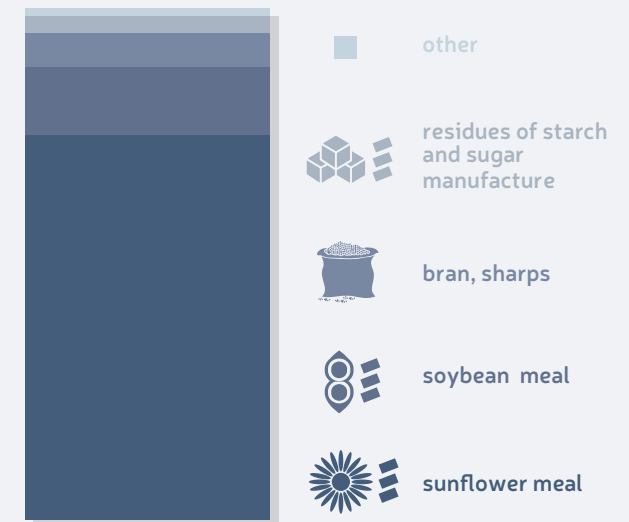 other
residues of starch
and sugar
manufacture
bran, sharps
soybean meal
sunflower meal